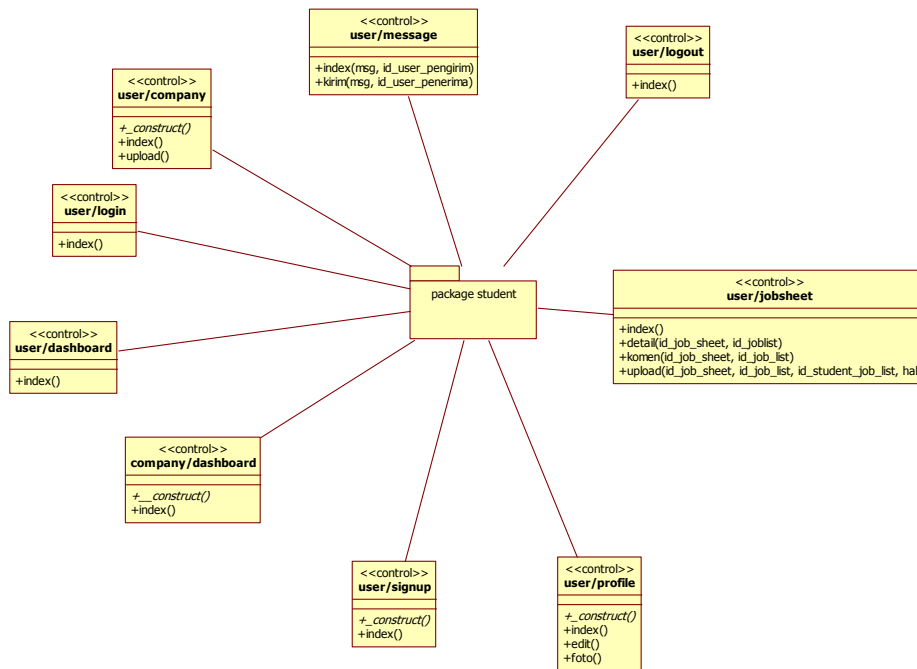 <<control>>
user/message
+index(msg, id_user_pengirim)
+kirim(msg, id_user_penerima)
<<control>>
user/logout
+index()
<<control>>
user/company
+_construct()
+index()
+upload()
<<control>>
user/login
+index()
package student
<<control>>
user/jobsheet
+index()
+detail(id_job_sheet, id_joblist)
+komen(id_job_sheet, id_job_list)
+upload(id_job_sheet, id_job_list, id_student_job_list, hal
<<control>>
user/dashboard
+index()
<<control>>
company/dashboard
+__construct()
+index()
<<control>>
user/signup
+_construct()
+index()
<<control>>
user/profile
+_construct()
+index()
+edit()
+foto()